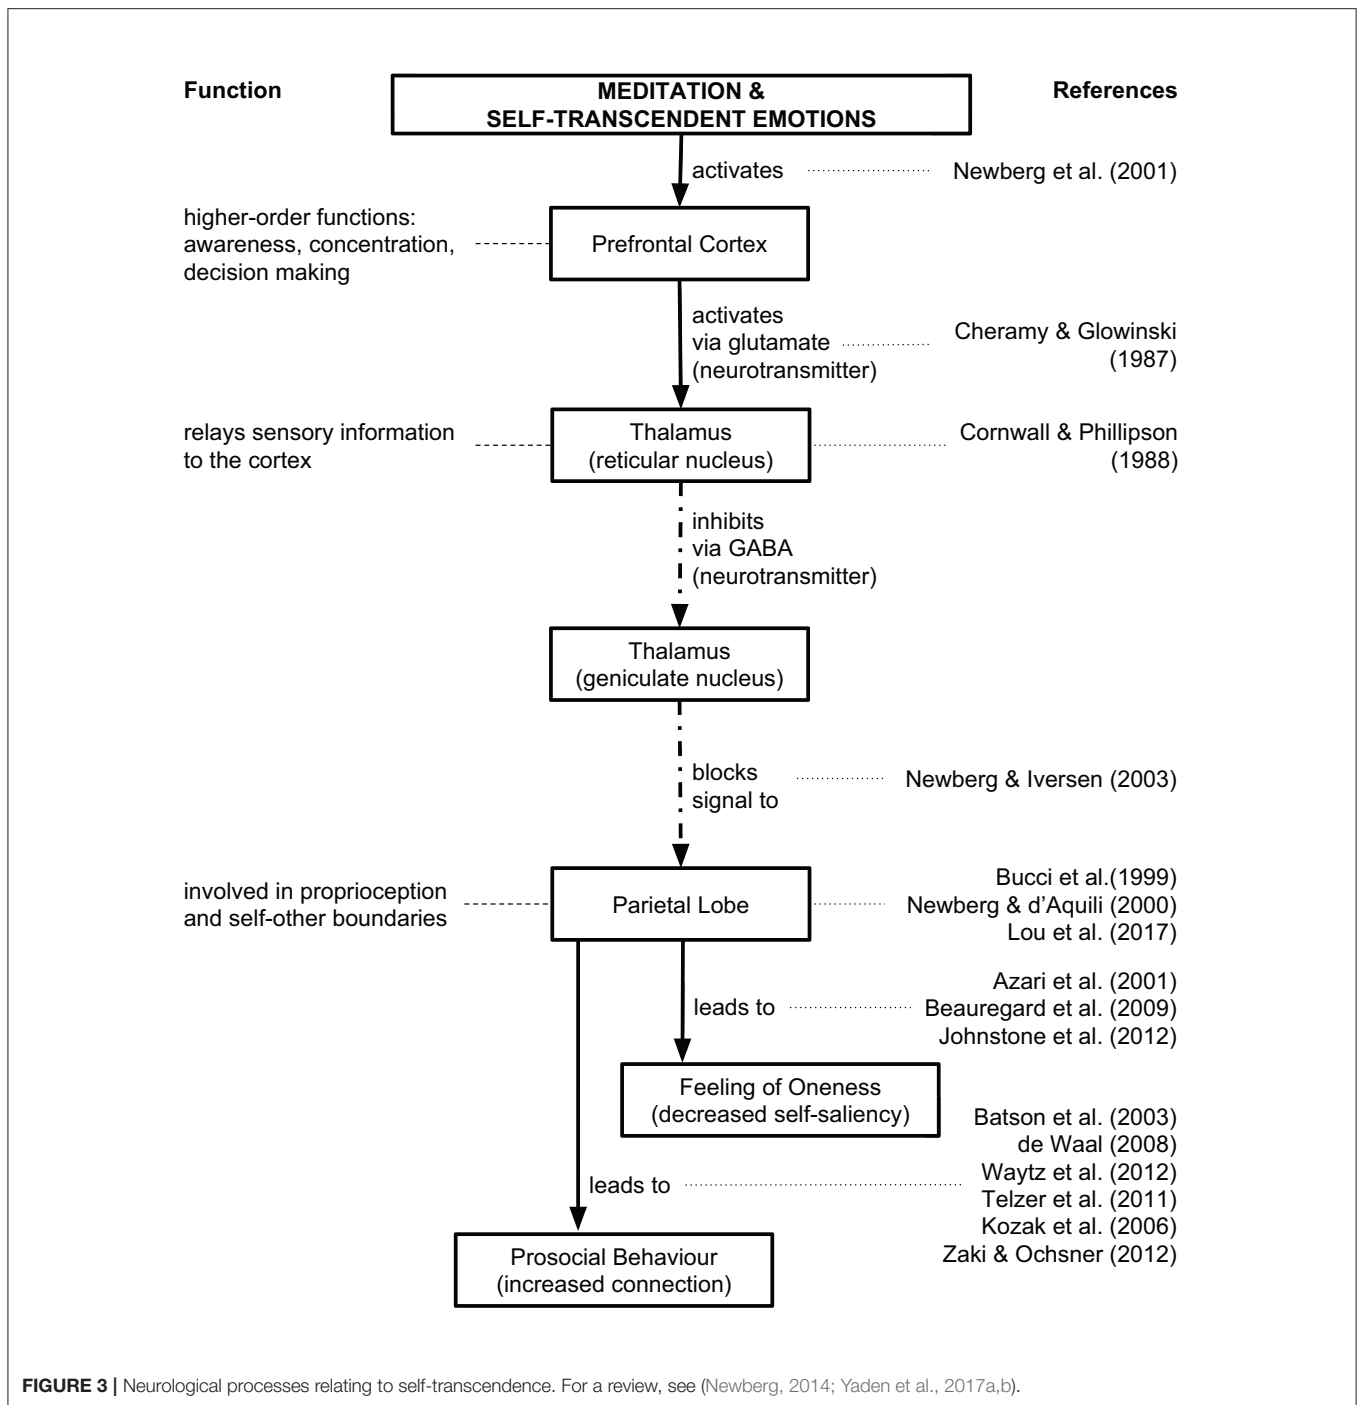 Function
MEDITATION &
SELF-TRANSCENDENT EMOTIONS
References
activates
Newberg et al. (2001)
higher-order functions:
awareness, concentration,
decision making
Prefrontal Cortex
activates
via glutamate
(neurotransmitter)
Cheramy & Glowinski
(1987)
relays sensory information
to the cortex
Thalamus
(reticular nucleus)
Cornwall & Phillipson
(1988)
inhibits
via GABA
(neurotransmitter)
Thalamus
(geniculate nucleus)
blocks
signal to
Newberg & Iversen (2003)
involved in proprioception
and self-other boundaries
Parietal Lobe
Bucci et al.(1999)
Newberg & d'Aquili (2000)
Lou et al. (2017)
leads to
Azari et al. (2001)
Beauregard et al. (2009)
Johnstone et al. (2012)
Feeling of Oneness
(decreased self-saliency)
leads to
Batson et al. (2003)
de Waal (2008)
Waytz et al. (2012)
Telzer et al. (2011)
Kozak et al. (2006)
Zaki & Ochsner (2012)
Prosocial Behaviour
(increased connection)
FIGURE 3 | Neurological processes relating to self-transcendence. For a review, see (Newberg, 2014; Yaden et al., 2017a,b).